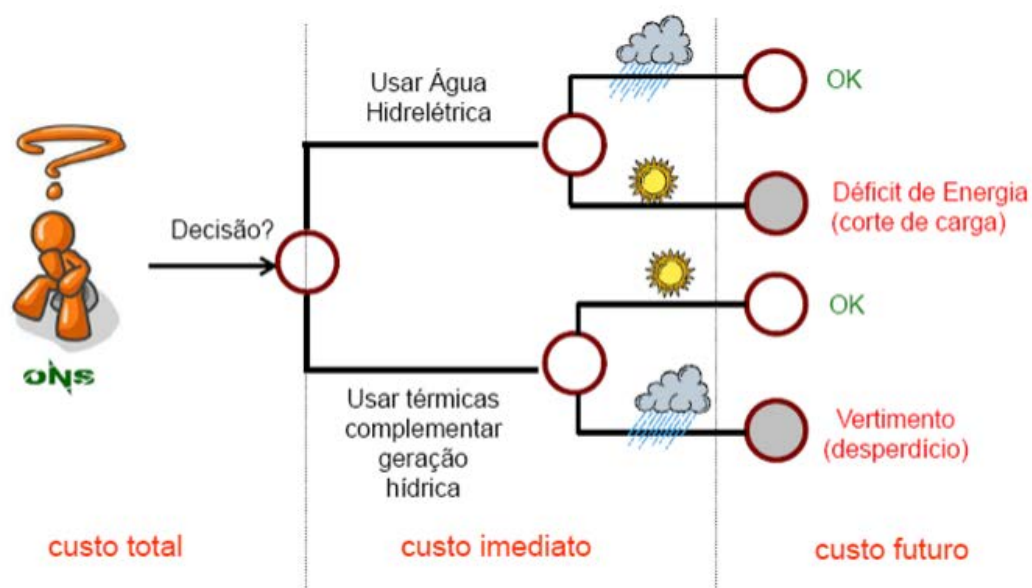 Usar Água
Hidrelétrica
OK
Déficit de Energia
(corte de carga)
Decisão?
OK
ONS
Usar térmicas
complementar
geração
hídrica
Vertimento
(desperdício)
custo total
custo imediato
custo futuro